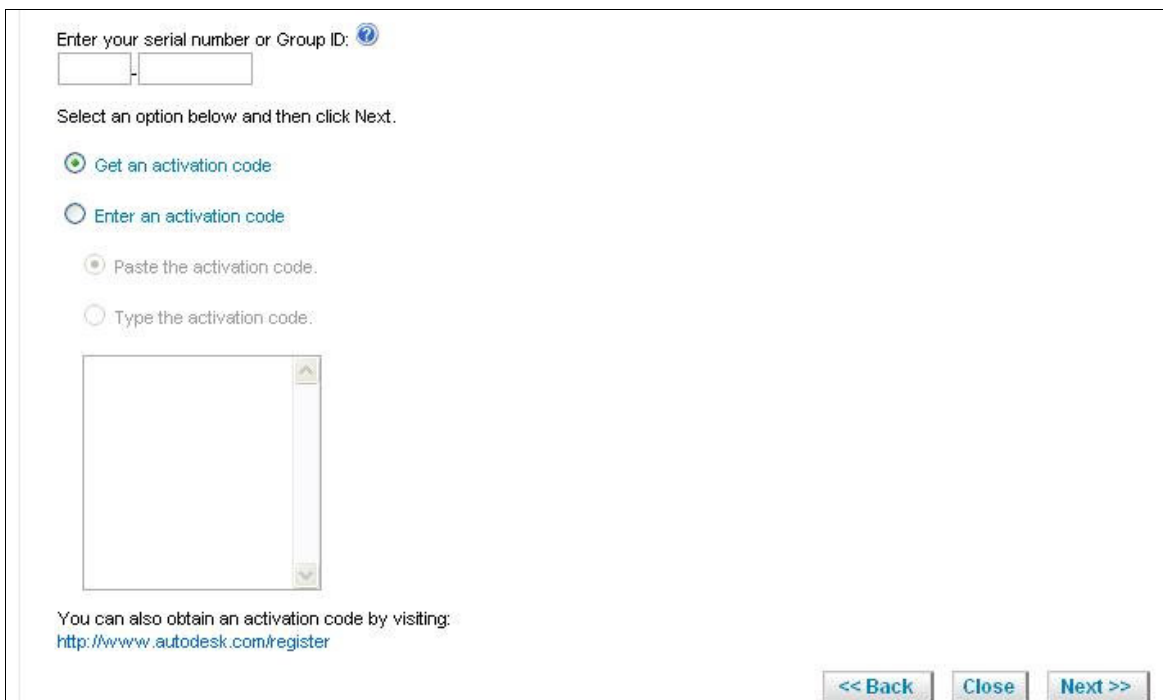 Enter your serial number or Group ID:
-
Select an option below and then click Next.
Get an activation code
Enter an activation code
Paste the activation code.
Type the activation code.
You can also obtain an activation code by visiting:
http://www.autodesk.com/register
<< Back Close Next >>